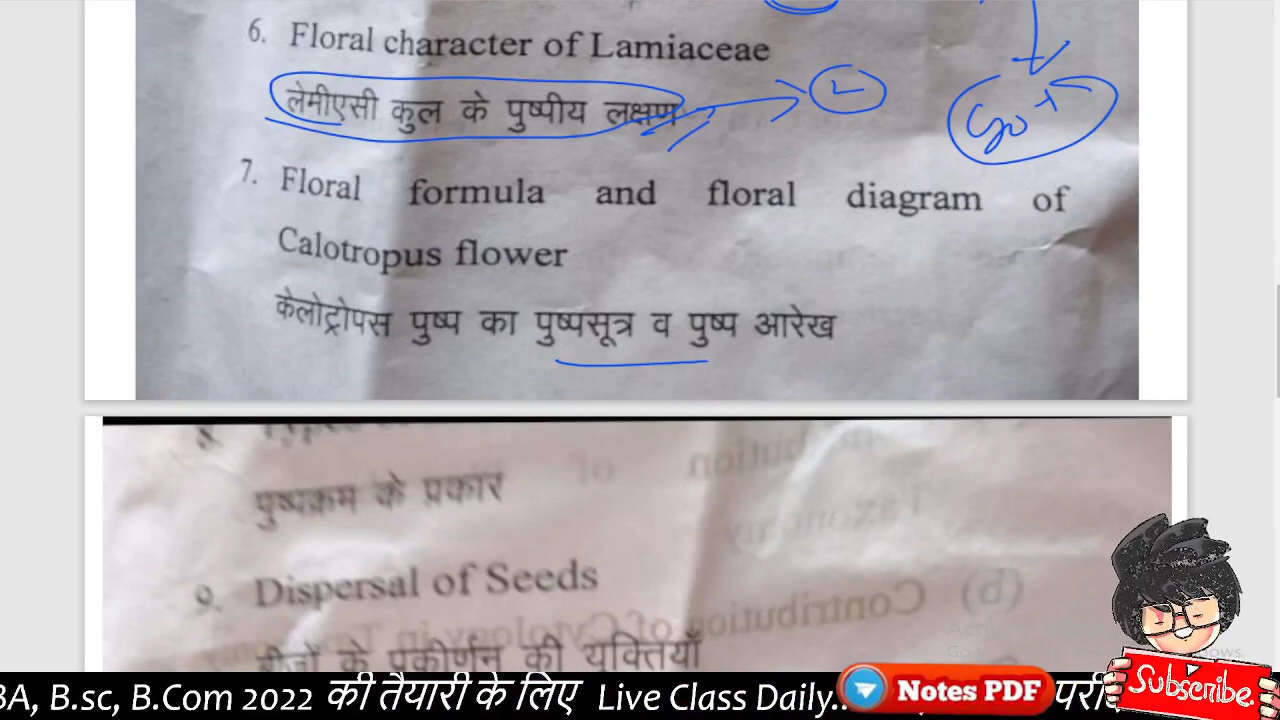 6. Floral character of Lamiaceae
लेमीएसी कुल के पुष्पीय लक्षण
7. Floral formula and floral diagram of
Calotropus flower
केलोट्रोपस पुष्प का पुष्पसूत्र व पुष्प आरेख
पुष्पक्रम के प्रकार
9. Dispersal of Seeds
बीजों के प्रकीर्णन की युक्तियाँ
BA, B.sc, B.Com 2022 की तैयारी के लिए Live Class Daily..
Notes PDF
Subscribe.